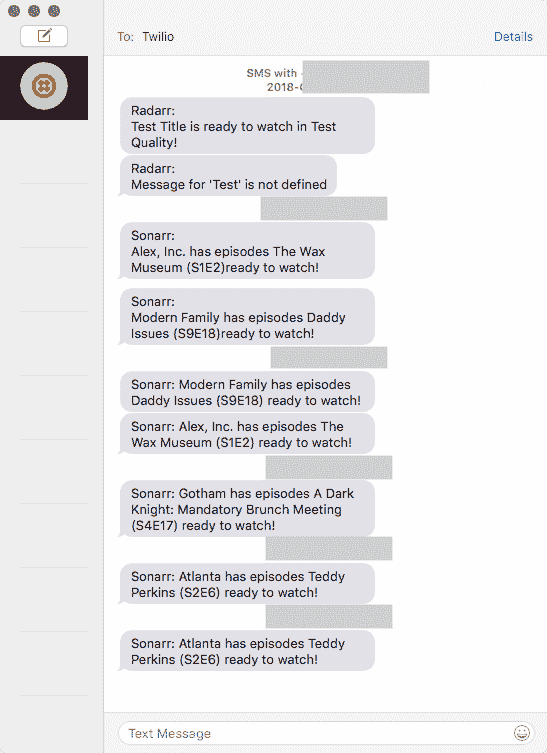 To: Twilio
Details
SMS with
2018-
Radarr:
Test Title is ready to watch in Test
Quality!
Radarr:
Message for 'Test' is not defined
Sonarr:
Alex, Inc. has episodes The Wax
Museum (S1E2)ready to watch!
Sonarr:
Modern Family has episodes Daddy
Issues (S9E18)ready to watch!
Sonarr: Modern Family has episodes
Daddy Issues (S9E18) ready to watch!
Sonarr: Alex, Inc. has episodes The
Wax Museum (S1E2) ready to watch!
Sonarr: Gotham has episodes A Dark
Knight: Mandatory Brunch Meeting
(S4E17) ready to watch!
Sonarr: Atlanta has episodes Teddy
Perkins (S2E6) ready to watch!
Sonarr: Atlanta has episodes Teddy
Perkins (S2E6) ready to watch!
Text Message